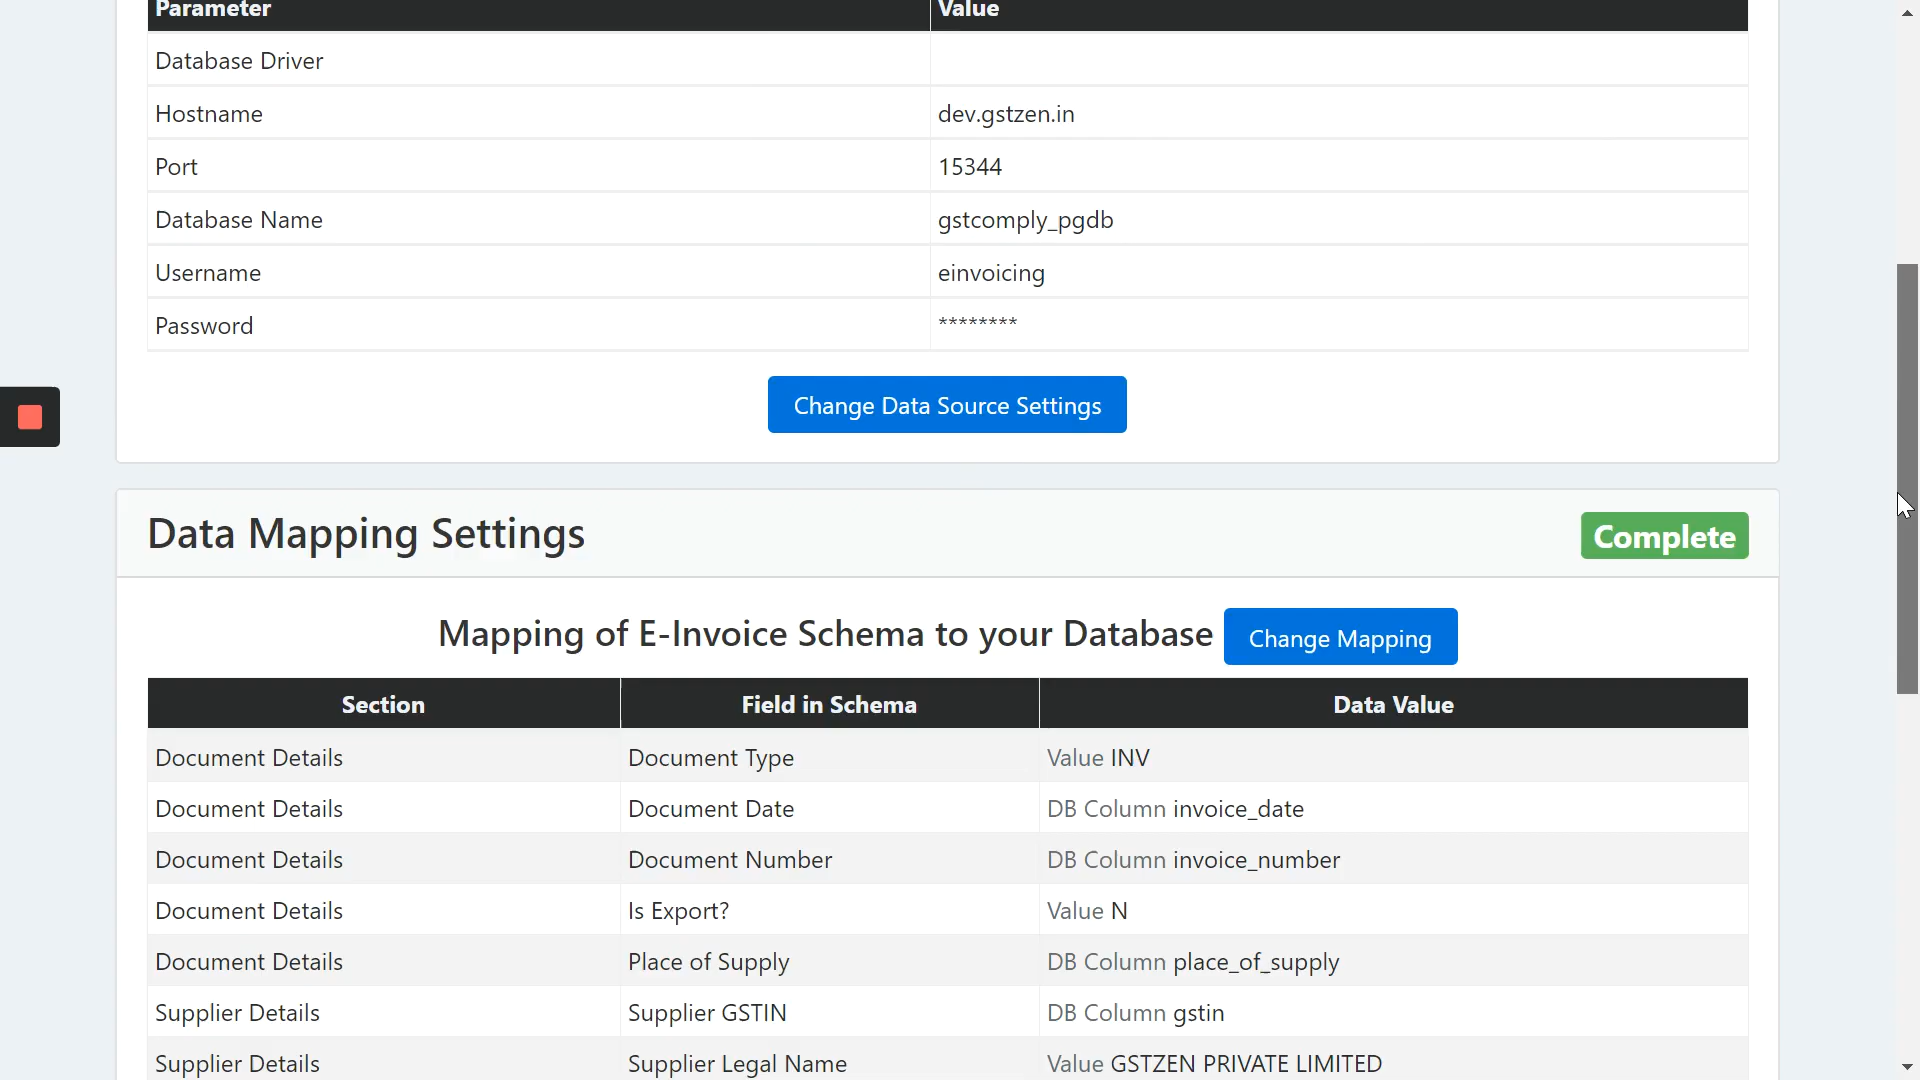 Parameter Value
Database Driver
Hostname dev.gstzen.in
Port 15344
Database Name gstcomply_pgdb
Username einvoicing
Password ********
Change Data Source Settings
Data Mapping Settings Complete
Mapping of E-Invoice Schema to your Database Change Mapping
Section Field in Schema Data Value
Document Details Document Type Value INV
Document Details Document Date DB Column invoice_date
Document Details Document Number DB Column invoice_number
Document Details Is Export? Value N
Document Details Place of Supply DB Column place_of_supply
Supplier Details Supplier GSTIN DB Column gstin
Supplier Details Supplier Legal Name Value GSTZEN PRIVATE LIMITED